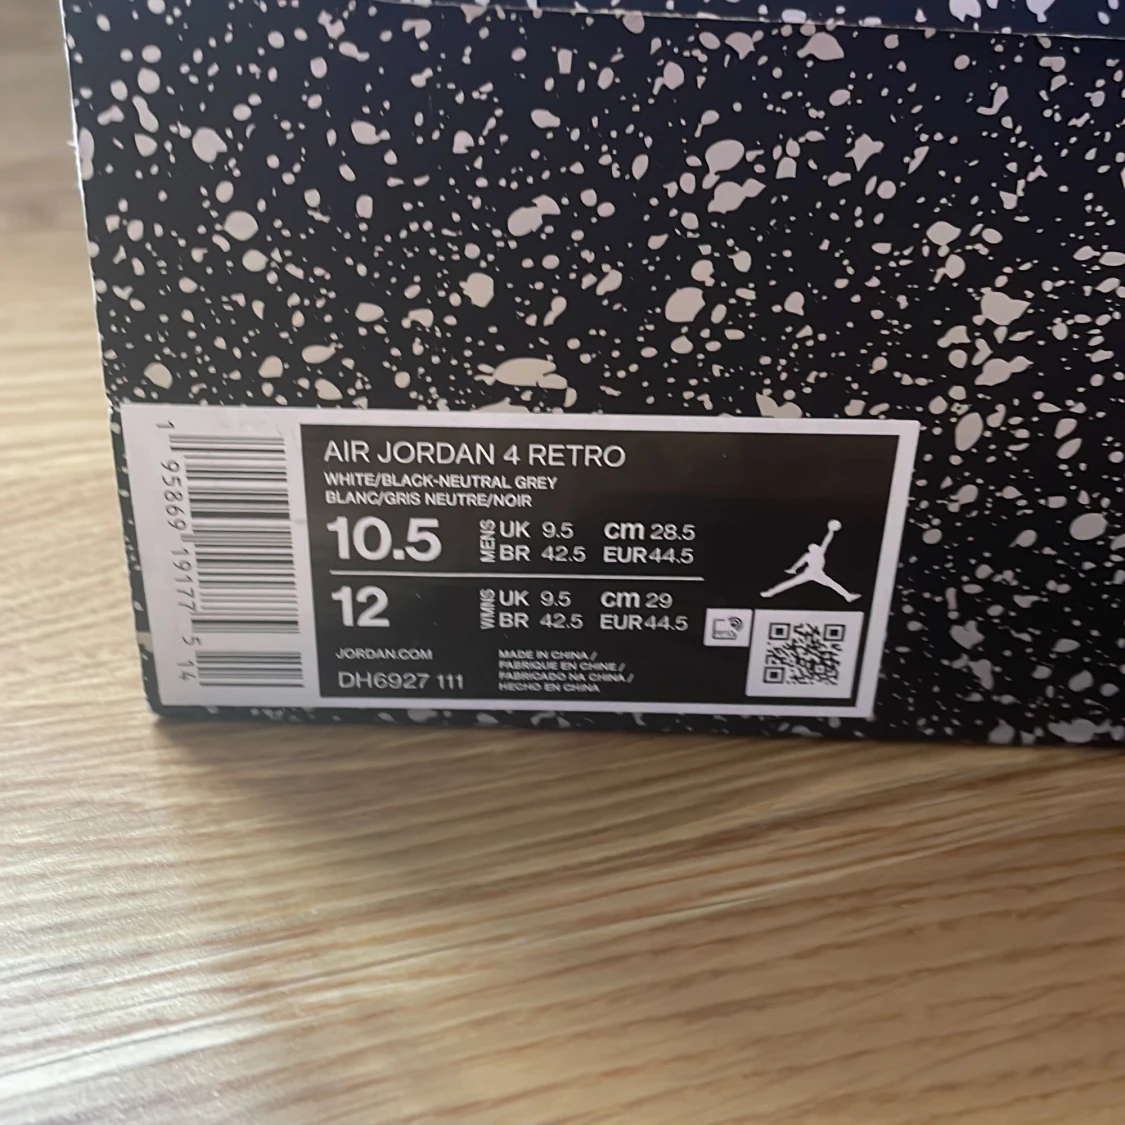 AIR JORDAN 4 RETRO
WHITE/BLACK-NEUTRAL GREY
BLANC/GRIS NEUTRE/NOIR
10.5 MENS UK 9.5 cm 28.5
BR 42.5 EUR 44.5
12 WMNS UK 9.5 cm 29
BR 42.5 EUR 44.5
JORDAN.COM
DH6927 111
MADE IN CHINA /
FABRIQUE EN CHINE /
FABRICADO NA CHINA /
HECHO EN CHINA
1 95869 19177 5 14